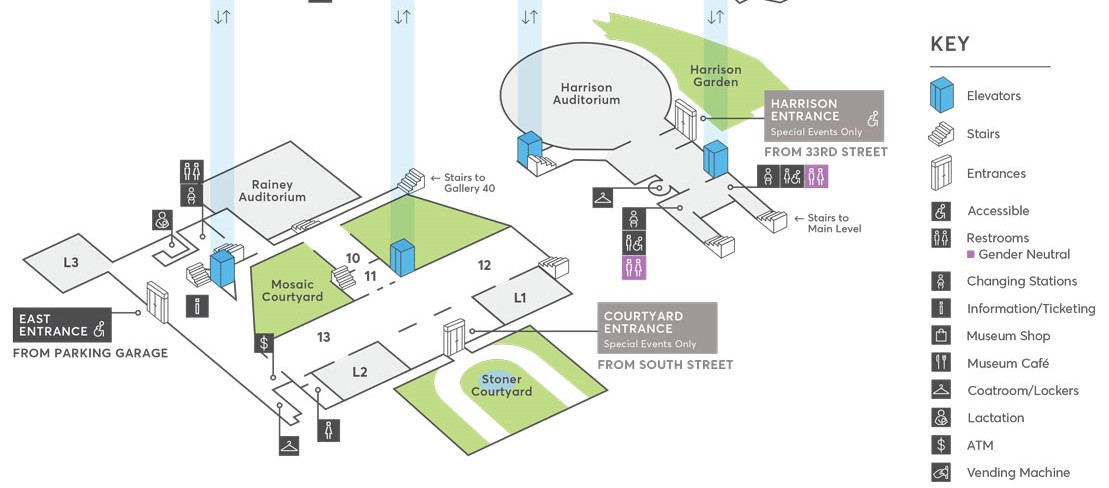 Harrison
Garden
Harrison
Auditorium
HARRISON
ENTRANCE
Special Events Only
FROM 33RD STREET
← Stairs to
Gallery 40
Rainey
Auditorium
← Stairs to
Main Level
L3
10
11
12
Mosaic
Courtyard
L1
EAST
ENTRANCE
FROM PARKING GARAGE
i
COURTYARD
ENTRANCE
Special Events Only
FROM SOUTH STREET
$
13
L2
Stoner
Courtyard
KEY
Elevators
Stairs
Entrances
Accessible
Restrooms
Gender Neutral
Changing Stations
i Information/Ticketing
Museum Shop
Museum Café
Coatroom/Lockers
Lactation
$ ATM
Vending Machine